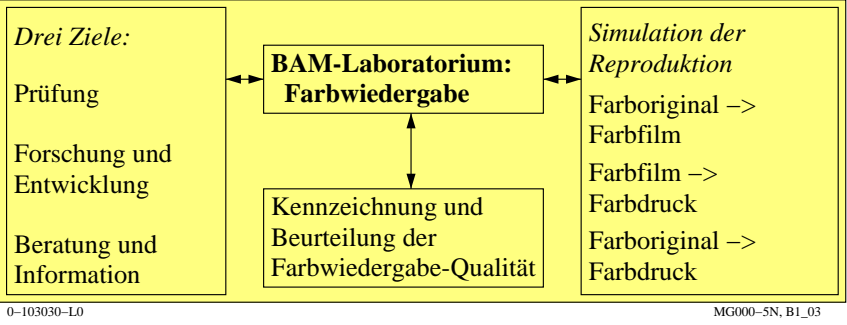 Drei Ziele:
Prüfung
Forschung und
Entwicklung
Beratung und
Information
BAM-Laboratorium:
Farbwiedergabe
Kennzeichnung und
Beurteilung der
Farbwiedergabe-Qualität
Simulation der
Reproduktion
Farboriginal −>
Farbfilm
Farbfilm −>
Farbdruck
Farboriginal −>
Farbdruck
0−103030−L0
MG000−5N, B1_03